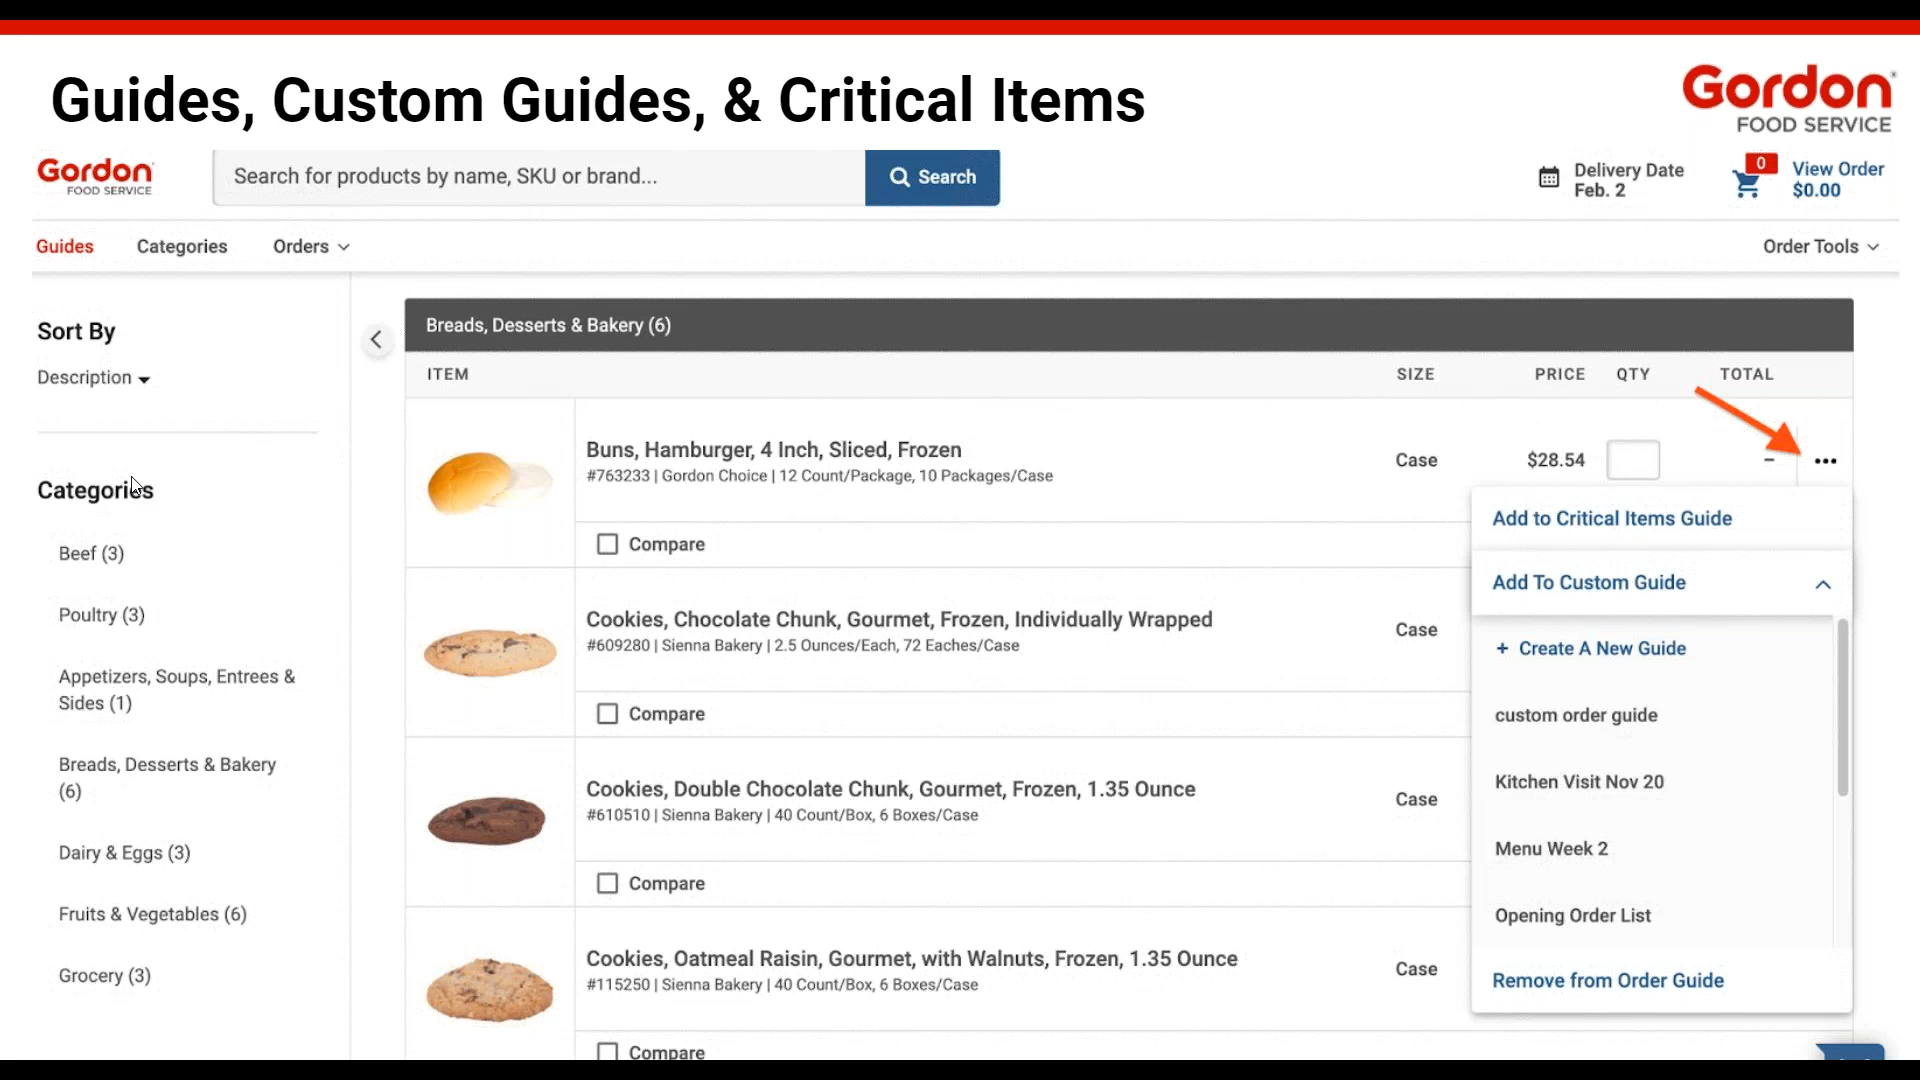 Guides, Custom Guides, & Critical Items
Gordon
FOOD SERVICE
Gordon
FOOD SERVICE
Search for products by name, SKU or brand...
Search
Delivery Date
Feb. 2
0
View Order
$0.00
Guides
Categories
Orders
Order Tools
Sort By
Description
Categories
Beef (3)
Poultry (3)
Appetizers, Soups, Entrees &
Sides (1)
Breads, Desserts & Bakery
(6)
Dairy & Eggs (3)
Fruits & Vegetables (6)
Grocery (3)
Breads, Desserts & Bakery (6)
ITEM
SIZE
PRICE
QTY
TOTAL
Buns, Hamburger, 4 Inch, Sliced, Frozen
#763233 | Gordon Choice | 12 Count/Package, 10 Packages/Case
Case
$28.54
–
Compare
Cookies, Chocolate Chunk, Gourmet, Frozen, Individually Wrapped
#609280 | Sienna Bakery | 2.5 Ounces/Each, 72 Eaches/Case
Case
Compare
Cookies, Double Chocolate Chunk, Gourmet, Frozen, 1.35 Ounce
#610510 | Sienna Bakery | 40 Count/Box, 6 Boxes/Case
Case
Compare
Cookies, Oatmeal Raisin, Gourmet, with Walnuts, Frozen, 1.35 Ounce
#115250 | Sienna Bakery | 40 Count/Box, 6 Boxes/Case
Case
Compare
Add to Critical Items Guide
Add To Custom Guide
+ Create A New Guide
custom order guide
Kitchen Visit Nov 20
Menu Week 2
Opening Order List
Remove from Order Guide